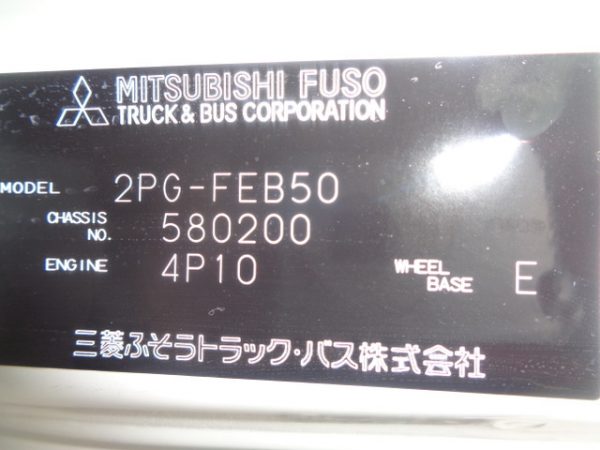 MITSUBISHI FUSO
TRUCK & BUS CORPORATION
MODEL 2PG-FEB50
CHASSIS NO. 580200
ENGINE 4P10 WHEEL BASE E
三菱ふそうトラック・バス株式会社